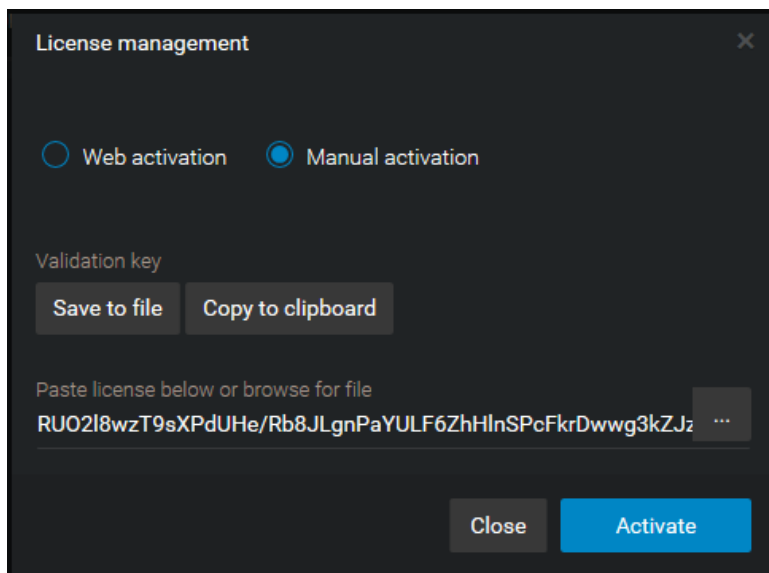 License management
Web activation Manual activation
Validation key
Save to file Copy to clipboard
Paste license below or browse for file
RUO2l8wzT9sXPdUHe/Rb8JLgnPaYULF6ZhHlnSPcFkrDwwg3kZJz ...
Close Activate